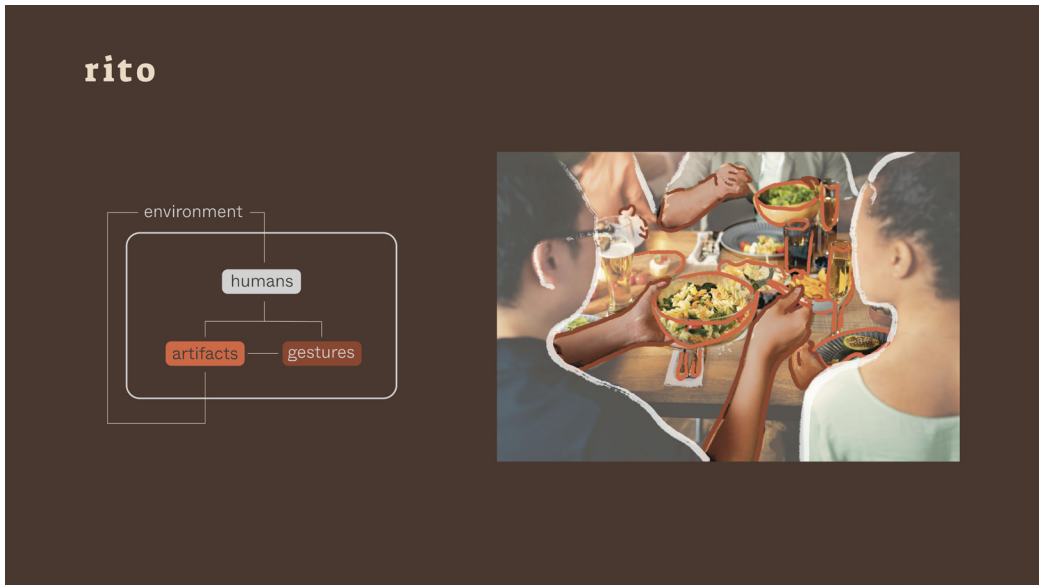 rito
environment
humans
artifacts
gestures